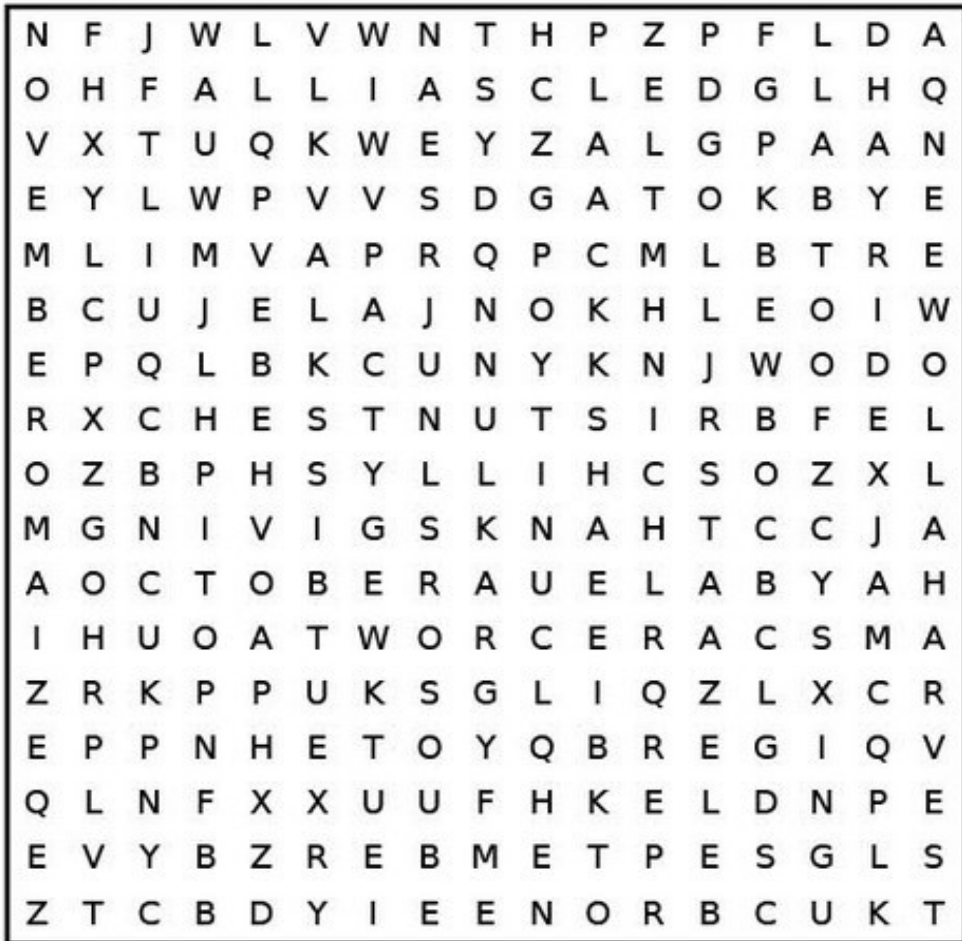 N F J W L V W N T H P Z P F L D A
O H F A L L I A S C L E D G L H Q
V X T U Q K W E Y Z A L G P A A N
E Y L W P V V S D G A T O K B Y E
M L I M V A P R Q P C M L B T R E
B C U J E L A J N O K H L E O I W
E P Q L B K C U N Y K N J W O D O
R X C H E S T N U T S I R B F E L
O Z B P H S Y L L I H C S O Z X L
M G N I V I G S K N A H T C C J A
A O C T O B E R A U E L A B Y A H
I H U O A T W O R C E R A C S M A
Z R K P P U K S G L I Q Z L X C R
E P P N H E T O Y Q B R E G I Q V
Q L N F X X U U F H K E L D N P E
E V Y B Z R E B M E T P E S G L S
Z T C B D Y I E E N O R B C U K T